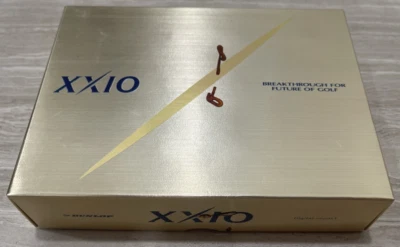 XXIO
BREAKTHROUGH FOR
FUTURE OF GOLF
DUNLOP
XXIO